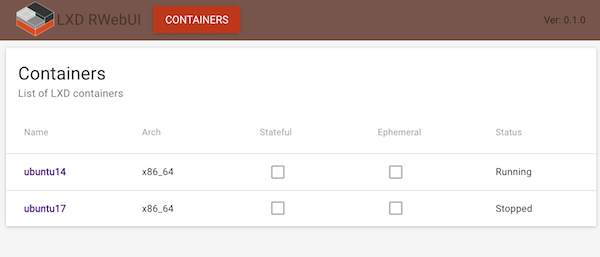 LXD RWebUI CONTAINERS Ver: 0.1.0
Containers
List of LXD containers
Name Arch Stateful Ephemeral Status
ubuntu14 x86_64 Running
ubuntu17 x86_64 Stopped